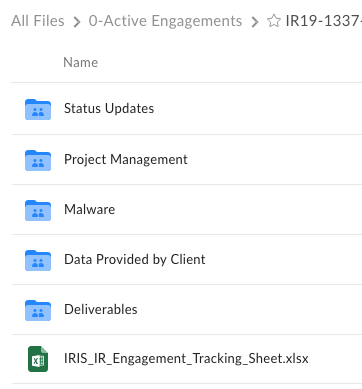 All Files > 0-Active Engagements > ☆ IR19-1337-
Name
Status Updates
Project Management
Malware
Data Provided by Client
Deliverables
IRIS_IR_Engagement_Tracking_Sheet.xlsx